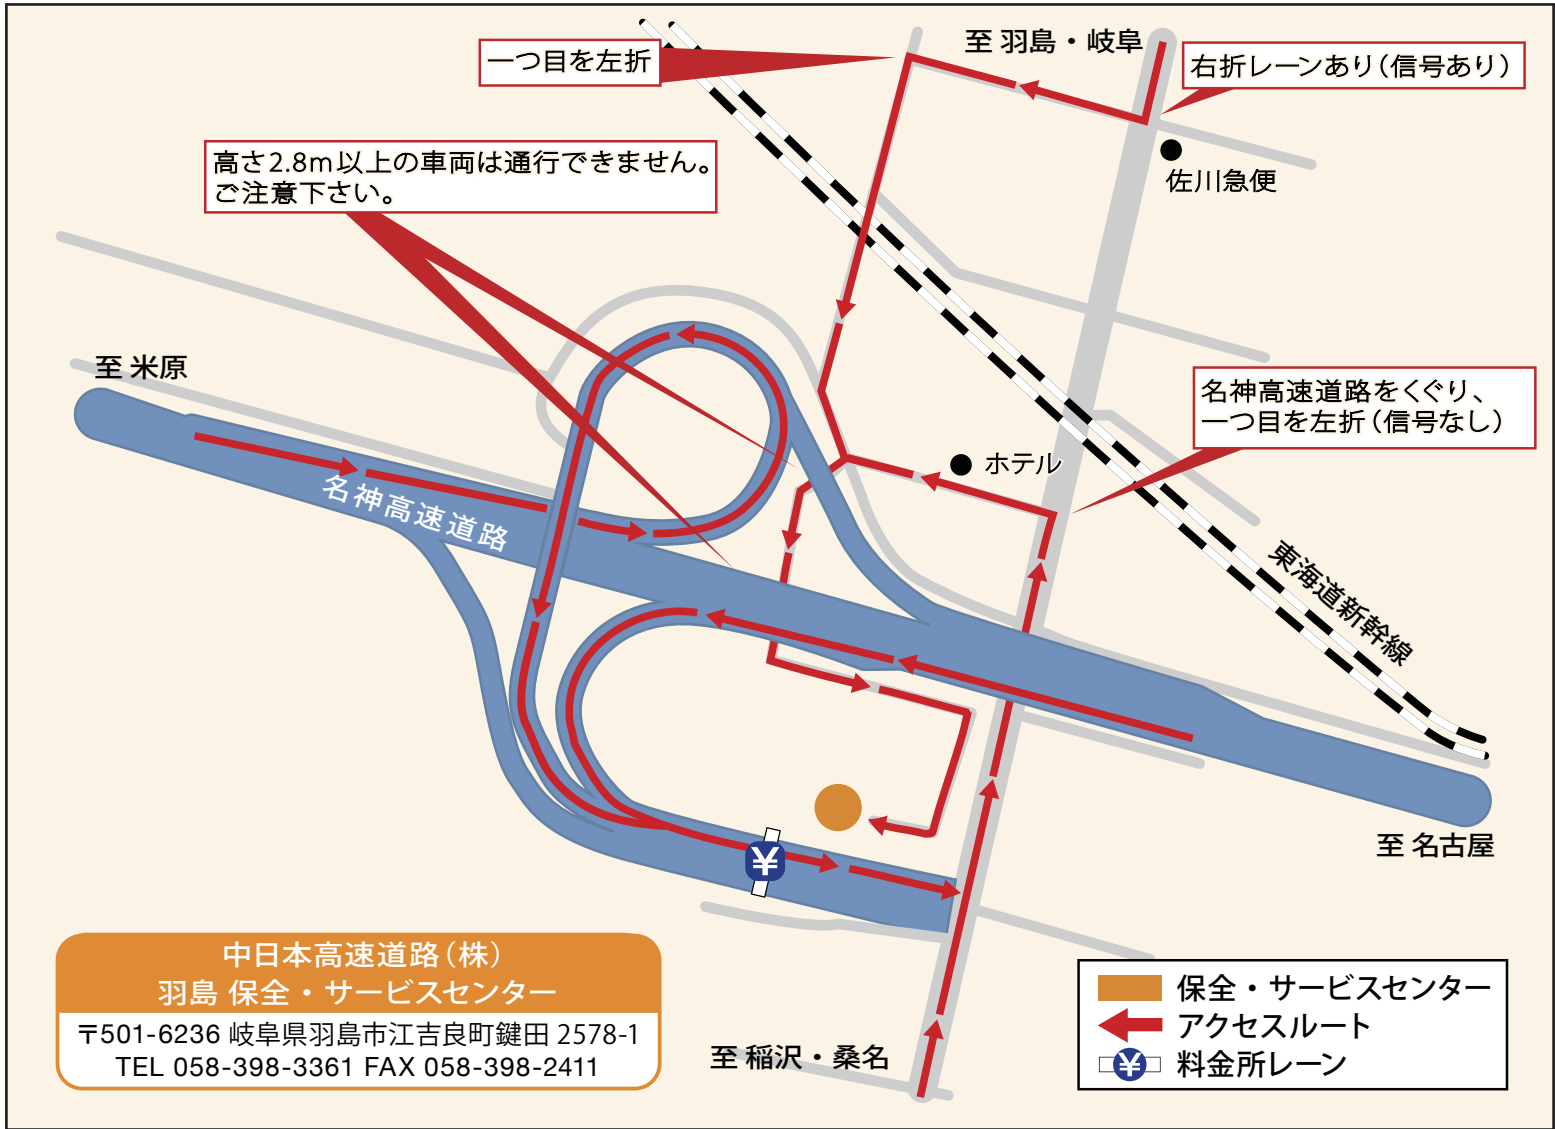 一つ目を左折
至 羽島・岐阜
右折レーンあり(信号あり)
佐川急便
高さ2.8m以上の車両は通行できません。
ご注意下さい。
至 米原
名神高速道路をくぐり、
一つ目を左折(信号なし)
ホテル
名神高速道路
東海道新幹線
至 名古屋
¥
中日本高速道路(株)
羽島 保全・サービスセンター
〒501-6236 岐阜県羽島市江吉良町鍵田 2578-1
TEL 058-398-3361 FAX 058-398-2411
至 稲沢・桑名
保全・サービスセンター
アクセスルート
¥ 料金所レーン